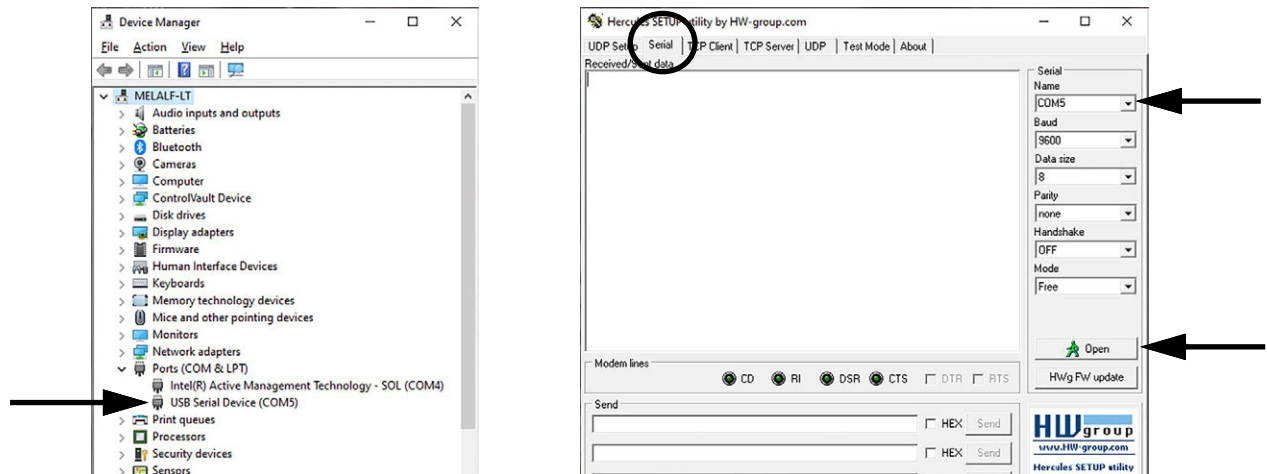 Device Manager
File Action View Help
MELALF-LT
Audio inputs and outputs
Batteries
Bluetooth
Cameras
Computer
ControlVault Device
Disk drives
Display adapters
Firmware
Human Interface Devices
Keyboards
Memory technology devices
Mice and other pointing devices
Monitors
Network adapters
Ports (COM & LPT)
Intel(R) Active Management Technology - SOL (COM4)
USB Serial Device (COM5)
Print queues
Processors
Security devices
Sensors
Hercules SETUP utility by HW-group.com
UDP Setup Serial TCP Client TCP Server UDP Test Mode About
Received/Sent data
Serial
Name
COM5
Baud
9600
Data size
8
Parity
none
Handshake
OFF
Mode
Free
Open
HWg FW update
Modem lines
CD RI DSR CTS DTR RTS
Send
HEX Send
HEX Send
HWgroup
www.HW-group.com
Hercules SETUP utility